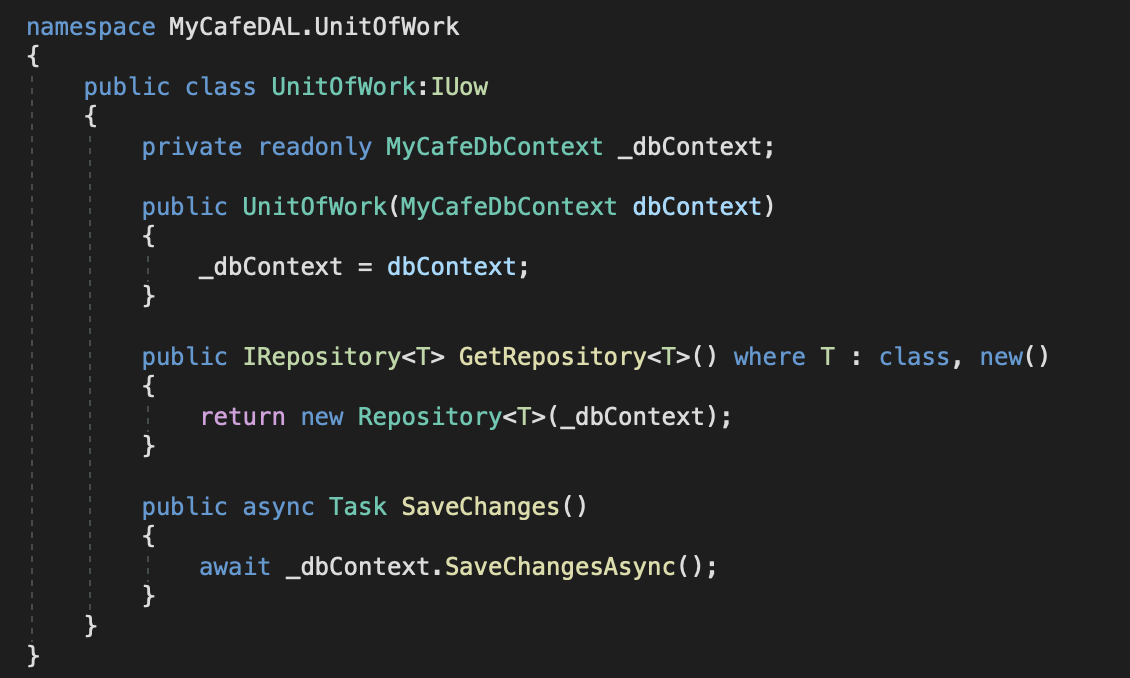 namespace MyCafeDAL.UnitOfWork
{
    public class UnitOfWork:IUow
    {
        private readonly MyCafeDbContext _dbContext;

        public UnitOfWork(MyCafeDbContext dbContext)
        {
            _dbContext = dbContext;
        }

        public IRepository<T> GetRepository<T>() where T : class, new()
        {
            return new Repository<T>(_dbContext);
        }

        public async Task SaveChanges()
        {
            await _dbContext.SaveChangesAsync();
        }
    }
}